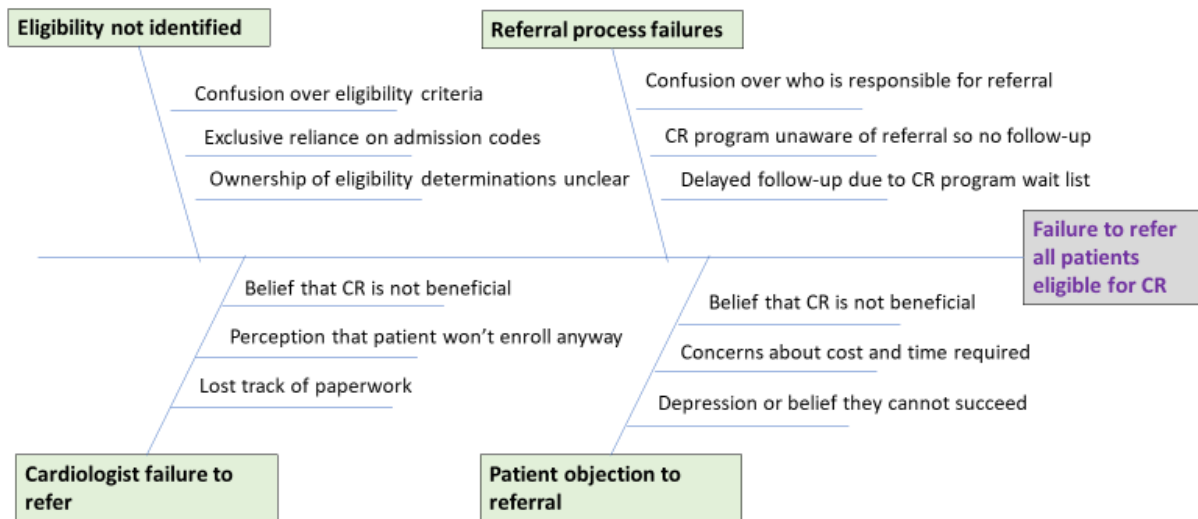 Eligibility not identified
Referral process failures
Confusion over eligibility criteria
Exclusive reliance on admission codes
Ownership of eligibility determinations unclear
Confusion over who is responsible for referral
CR program unaware of referral so no follow-up
Delayed follow-up due to CR program wait list
Failure to refer
all patients
eligible for CR
Belief that CR is not beneficial
Perception that patient won’t enroll anyway
Lost track of paperwork
Belief that CR is not beneficial
Concerns about cost and time required
Depression or belief they cannot succeed
Cardiologist failure to
refer
Patient objection to
referral